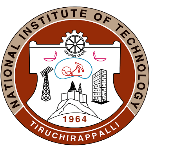 NATIONAL INSTITUTE OF TECHNOLOGY
1964
TIRUCHIRAPPALLI